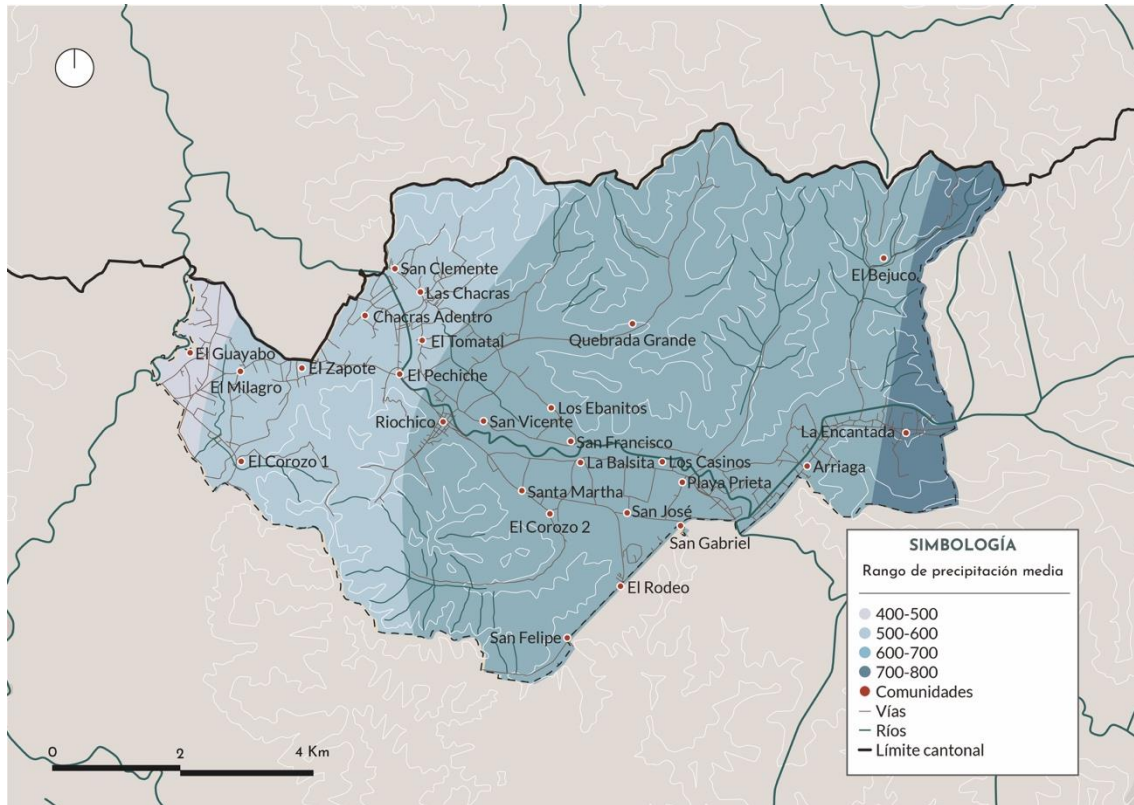 San Clemente
Las Chacras
El Bejuco
Chacras Adentro
Quebrada Grande
El Tomatal
El Guayabo
El Zapote
El Milagro
El Pechiche
Los Ebanitos
Riochico
San Vicente
La Encantada
San Francisco
El Corozo 1
La Balsita
Los Casinos
Arriaga
Playa Prieta
Santa Martha
El Corozo 2
San José
San Gabriel
El Rodeo
San Felipe
SIMBOLOGÍA
Rango de precipitación media
400-500
500-600
600-700
700-800
Comunidades
Vías
Ríos
Límite cantonal
0 2 4 Km